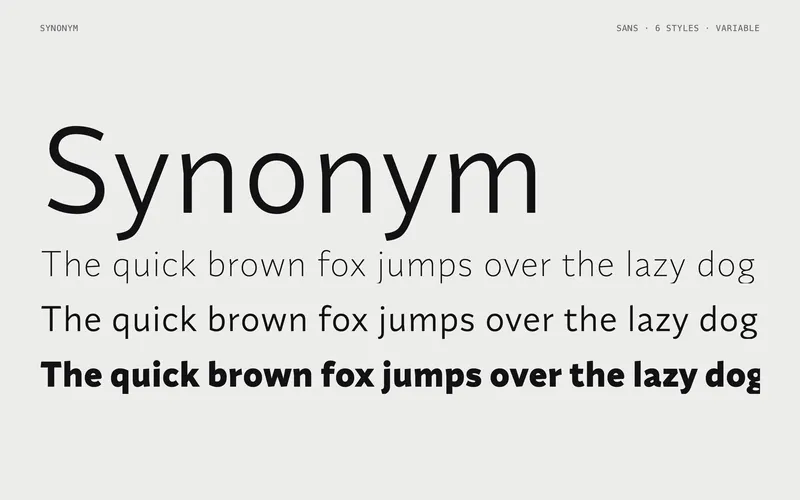 SYNONYM
SANS · 6 STYLES · VARIABLE
Synonym
The quick brown fox jumps over the lazy dog
The quick brown fox jumps over the lazy dog
The quick brown fox jumps over the lazy dog